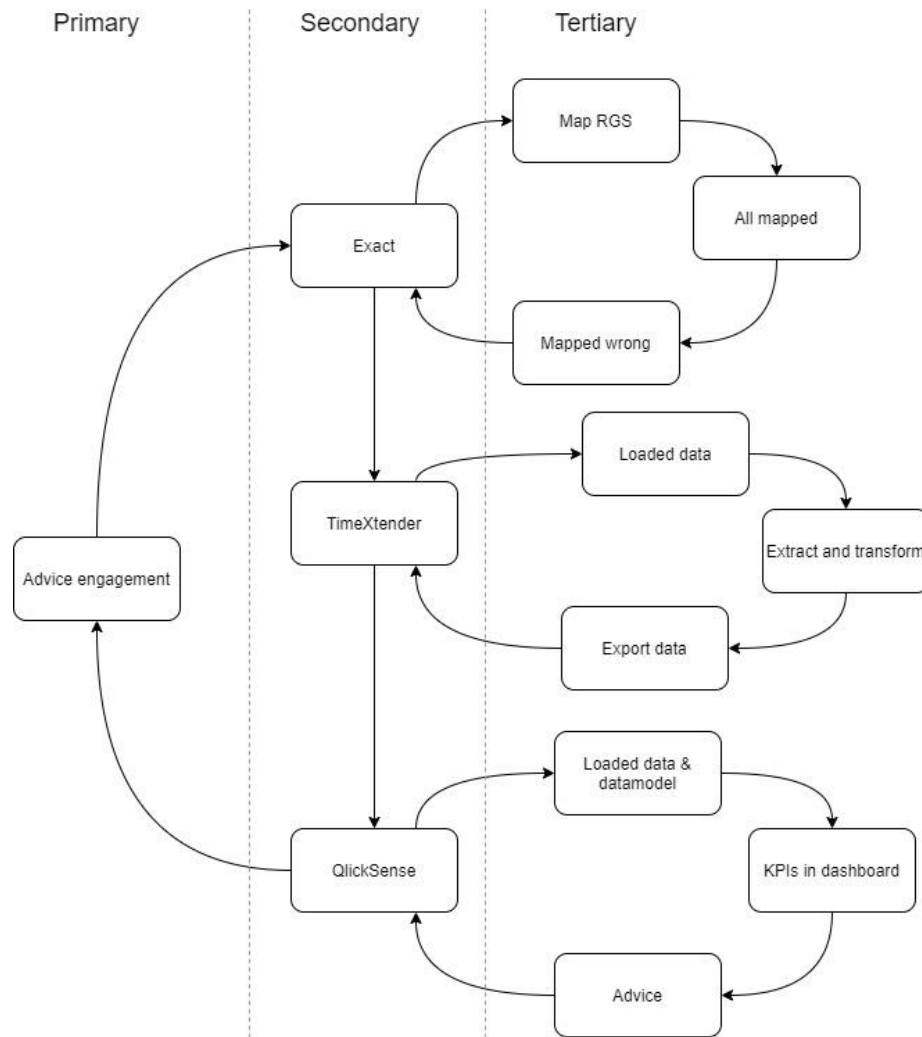 Primary
Secondary
Tertiary
Map RGS
All mapped
Exact
Mapped wrong
Loaded data
TimeXtender
Extract and transform
Advice engagement
Export data
Loaded data &
datamodel
QlickSense
KPIs in dashboard
Advice